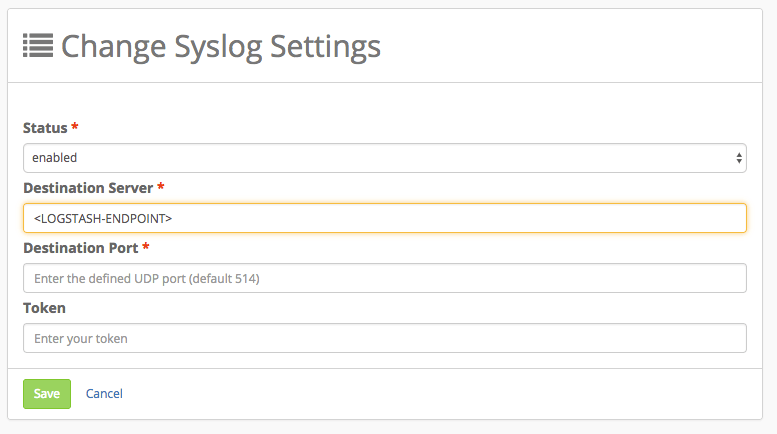 Change Syslog Settings
Status *
enabled
Destination Server *
<LOGSTASH-ENDPOINT>
Destination Port *
Enter the defined UDP port (default 514)
Token
Enter your token
Save Cancel